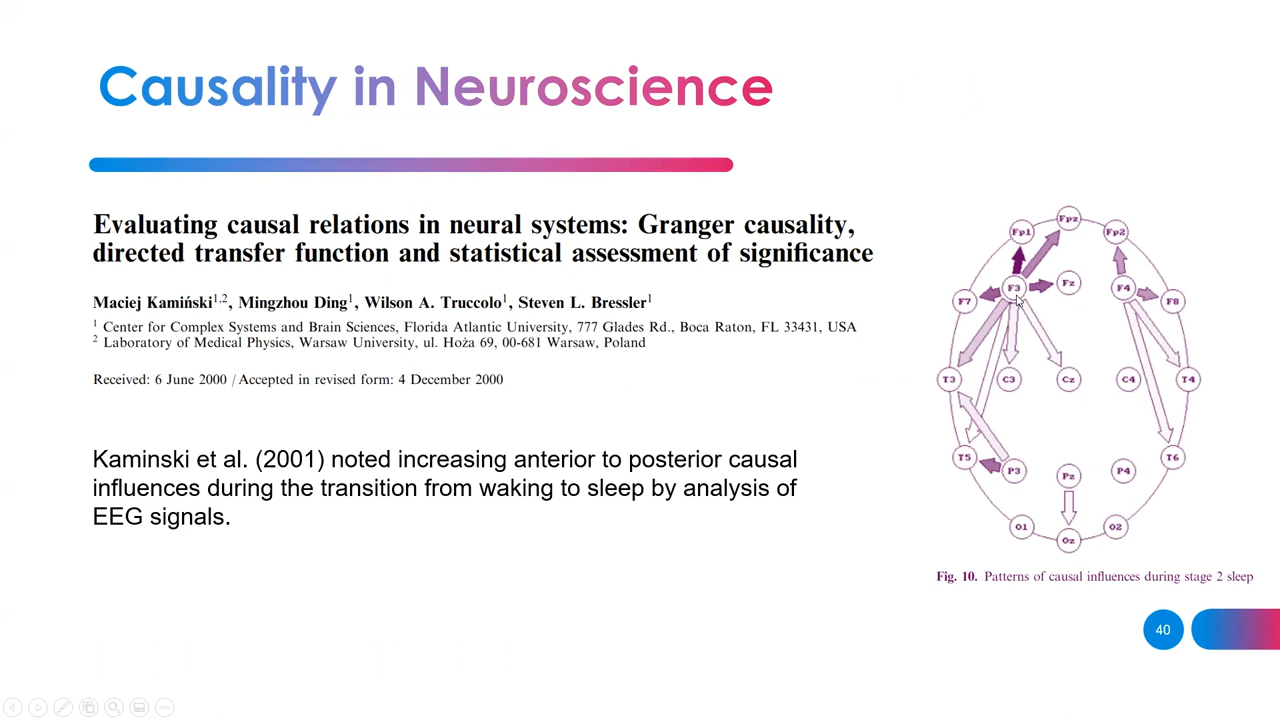 Causality in Neuroscience
Evaluating causal relations in neural systems: Granger causality,
directed transfer function and statistical assessment of significance
Maciej Kamiński1,2, Mingzhou Ding1, Wilson A. Truccolo1, Steven L. Bressler1
1 Center for Complex Systems and Brain Sciences, Florida Atlantic University, 777 Glades Rd., Boca Raton, FL 33431, USA
2 Laboratory of Medical Physics, Warsaw University, ul. Hoża 69, 00-681 Warsaw, Poland
Received: 6 June 2000 / Accepted in revised form: 4 December 2000
Kaminski et al. (2001) noted increasing anterior to posterior causal
influences during the transition from waking to sleep by analysis of
EEG signals.
Fpz
Fp1 Fp2
F7 F3 Fz F4 F8
T3 C3 Cz C4 T4
T5 P3 Pz P4 T6
O1 Oz O2
Fig. 10. Patterns of causal influences during stage 2 sleep
40